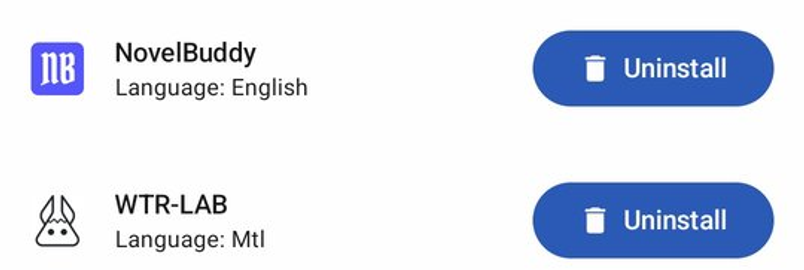 NB
NovelBuddy
Language: English
Uninstall
WTR-LAB
Language: Mtl
Uninstall